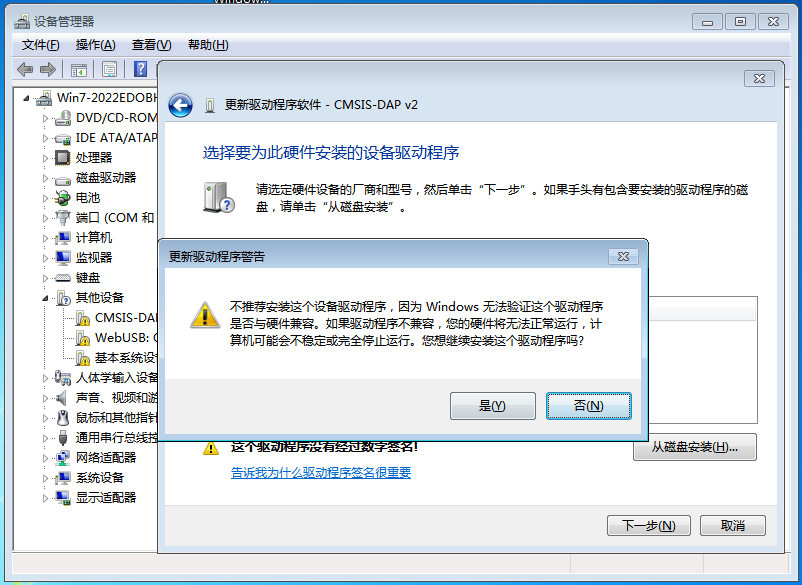 设备管理器
文件(F) 操作(A) 查看(V) 帮助(H)
Win7-2022EDOBH
DVD/CD-ROM
IDE ATA/ATAP
处理器
磁盘驱动器
电池
端口 (COM 和
计算机
监视器
键盘
其他设备
CMSIS-DAI
WebUSB: C
基本系统设
人体学输入设备
声音、视频和游
鼠标和其他指针
通用串行总线控
网络适配器
系统设备
显示适配器
更新驱动程序软件 - CMSIS-DAP v2
选择要为此硬件安装的设备驱动程序
请选定硬件设备的厂商和型号，然后单击“下一步”。如果手头有包含要安装的驱动程序的磁
盘，请单击“从磁盘安装”。
更新驱动程序警告
不推荐安装这个设备驱动程序，因为 Windows 无法验证这个驱动程序
是否与硬件兼容。如果驱动程序不兼容，您的硬件将无法正常运行，计
算机可能会不稳定或完全停止运行。您想继续安装这个驱动程序吗?
是(Y) 否(N)
这个驱动程序没有经过数字签名!
从磁盘安装(H)...
告诉我为什么驱动程序签名很重要
下一步(N) 取消